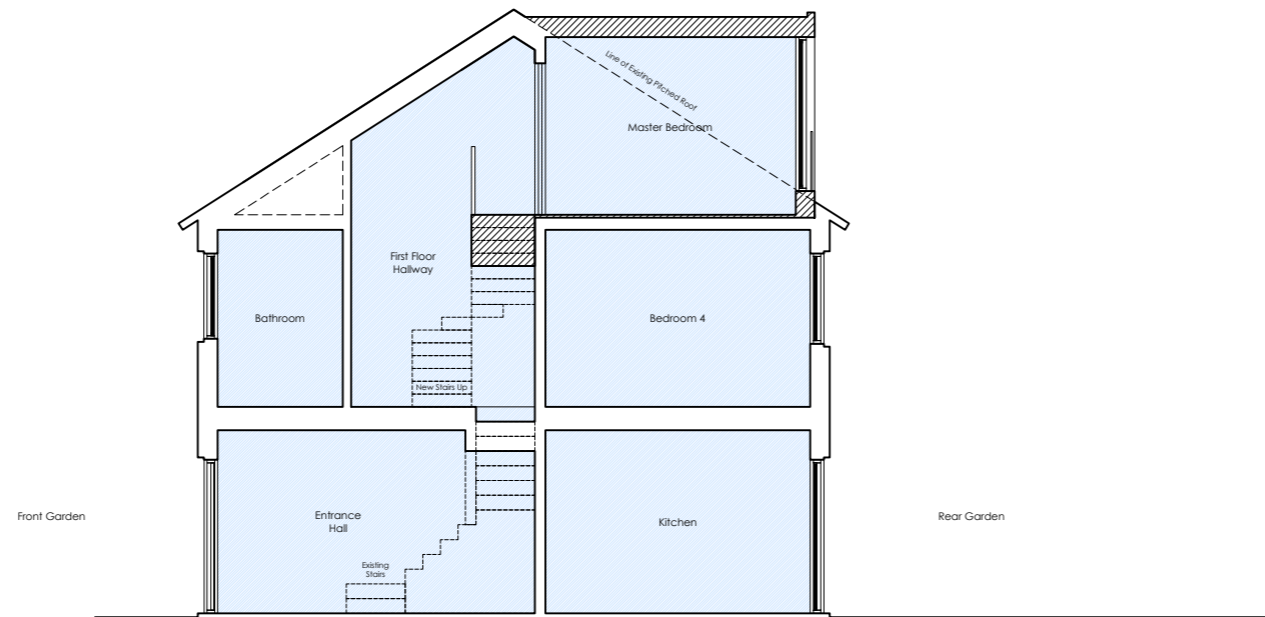 Line of Existing Pitched Roof
Master Bedroom
First Floor
Hallway
Bathroom
Bedroom 4
New Stairs Up
Front Garden
Entrance
Hall
Kitchen
Rear Garden
Existing
Stairs